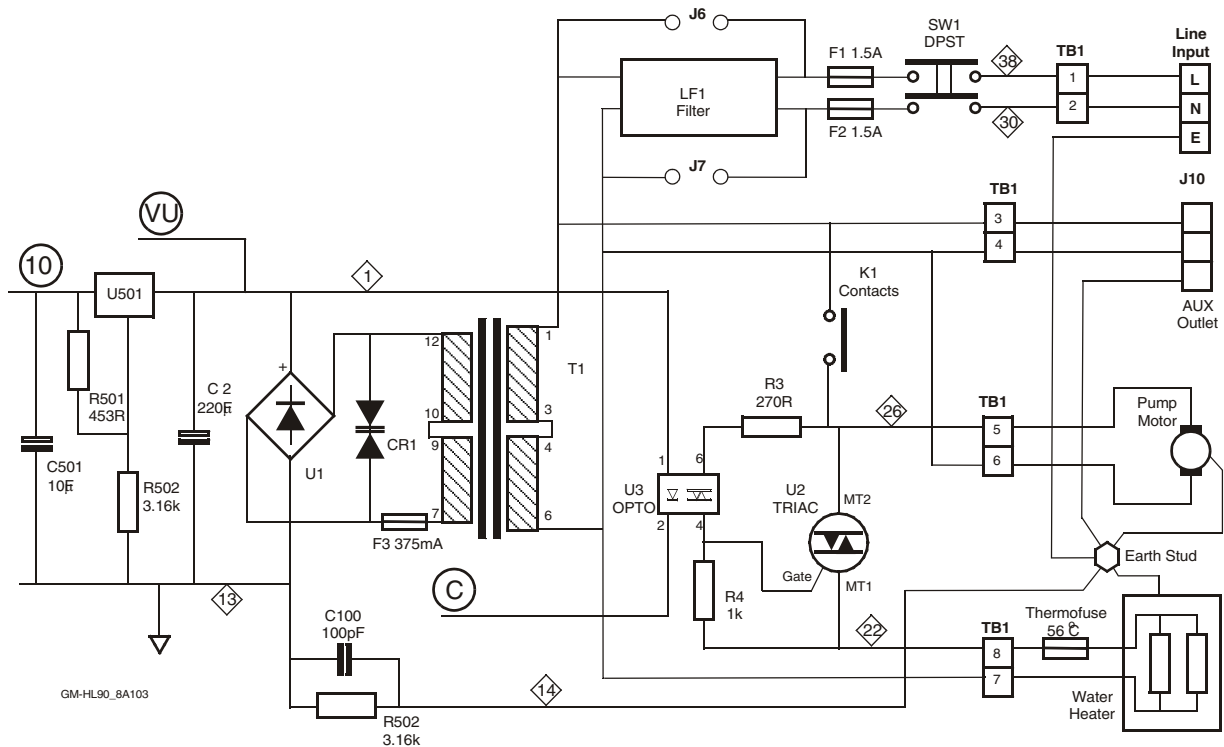 J6
SW1
DPST
Line
Input
F1 1.5A
38
TB1
1
L
LF1
Filter
2
N
F2 1.5A
30
E
J7
TB1
J10
VU
3
4
10
1
K1
Contacts
U501
AUX
Outlet
12
1
+
T1
R501
453R
C 2
220F
R3
270R
26
TB1
Pump
Motor
10
3
CR1
5
9
4
6
C501
10F
U1
1
6
R502
3.16k
U3
OPTO
U2
TRIAC
MT2
7
6
2
4
F3 375mA
Earth Stud
C
Gate
MT1
13
R4
1k
C100
100pF
22
TB1
Thermofuse
56°C
8
7
GM-HL90_8A103
14
Water
Heater
R502
3.16k